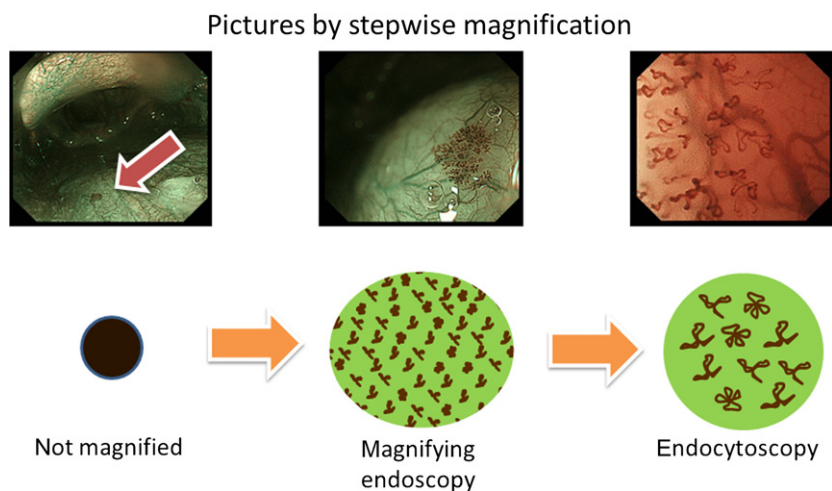 Pictures by stepwise magnification
Not magnified
Magnifying
endoscopy
Endocytoscopy